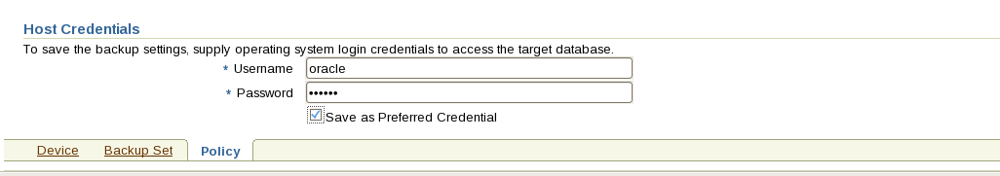 Host Credentials
To save the backup settings, supply operating system login credentials to access the target database.
* Username oracle
* Password ••••••
Save as Preferred Credential
Device Backup Set Policy